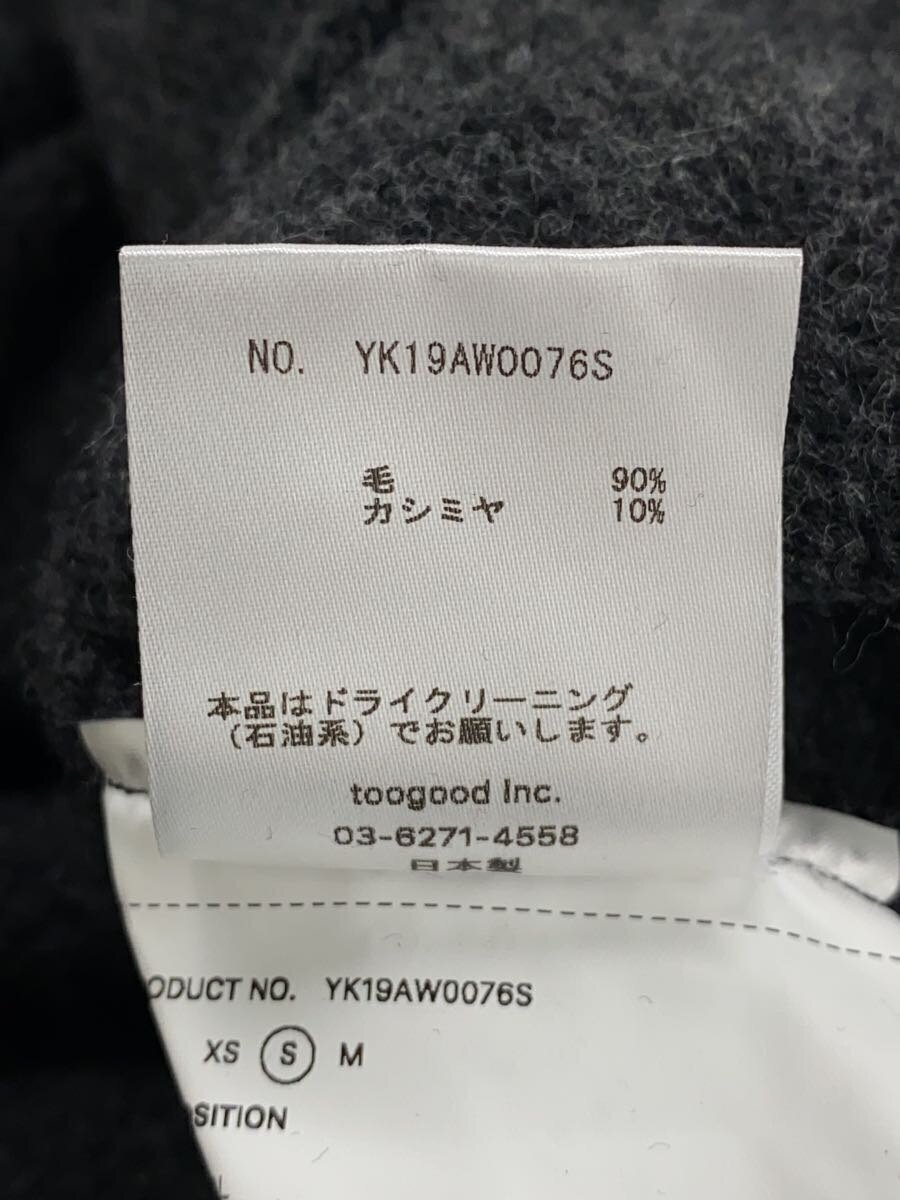 NO. YK19AW0076S
毛 90%
カシミヤ 10%
本品はドライクリーニング
（石油系）でお願いします。
toogood Inc.
03-6271-4558
日本製
ODUCT NO. YK19AW0076S
XS S M
SITION